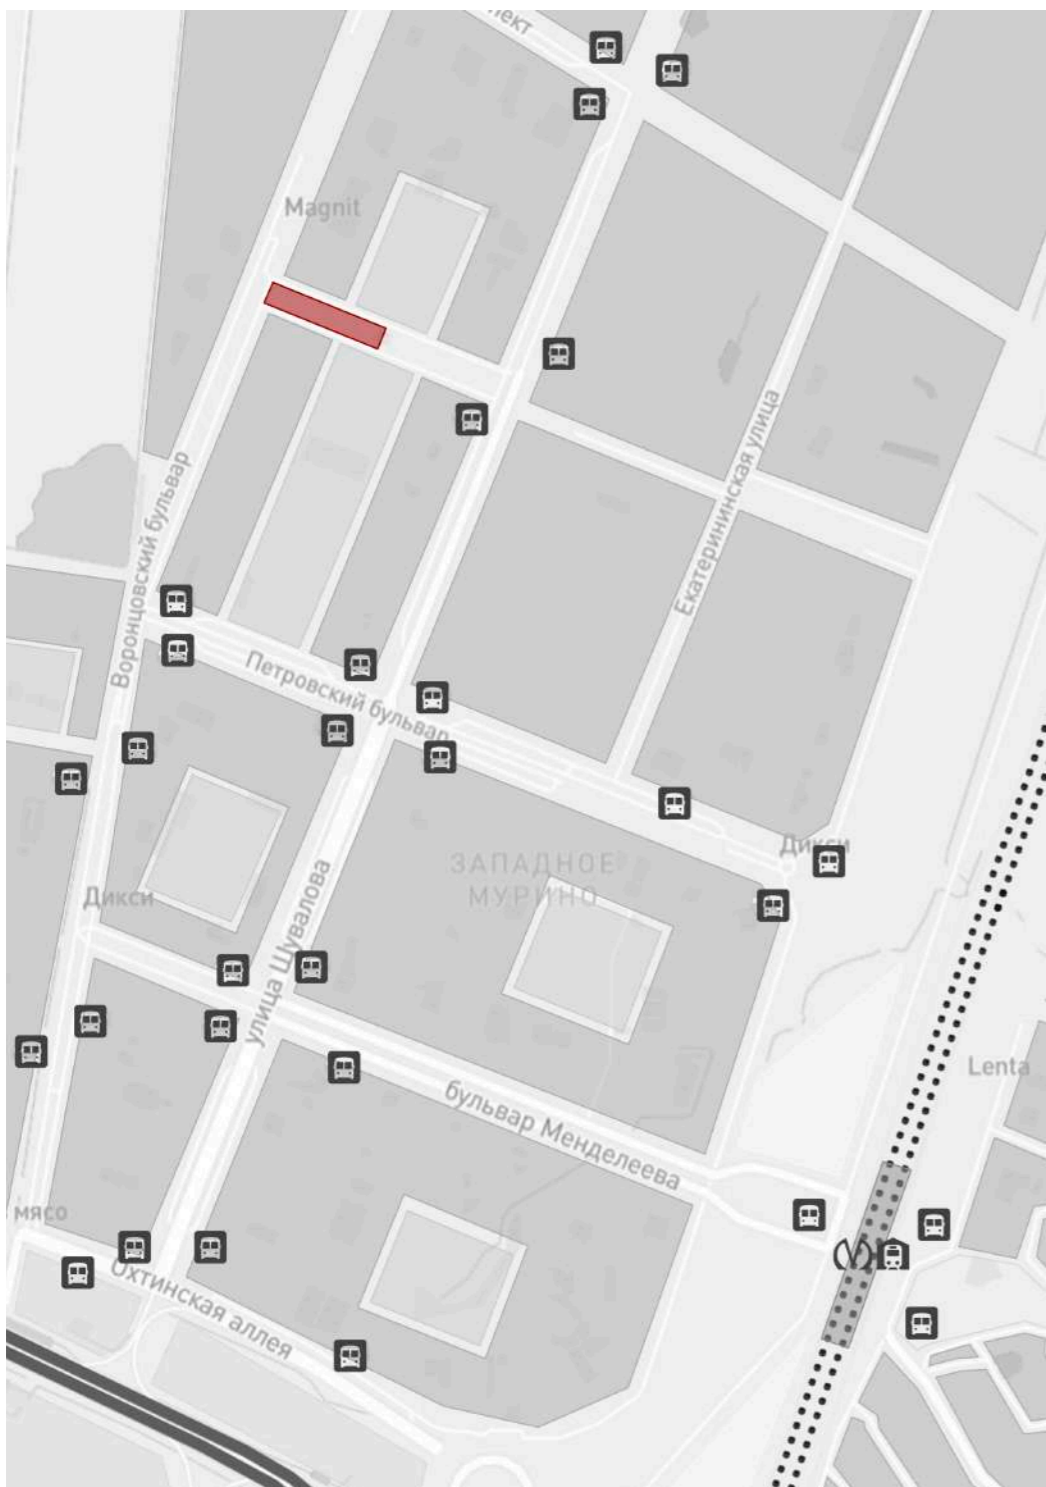 Magnit
Воронцовский бульвар
Екатерининская улица
Петровский бульвар
Дикси
ЗАПАДНОЕ
МУРИНО
Дикси
улица Шувалова
Lenta
бульвар Менделеева
мясо
Охтинская аллея